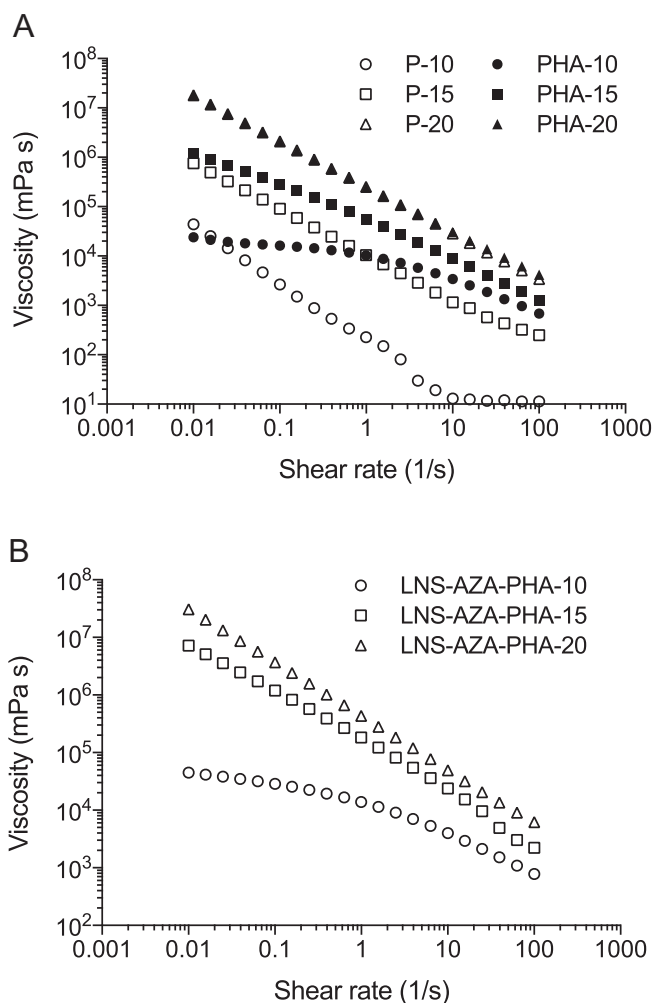 A
10⁸
10⁷
10⁶
10⁵
10⁴
10³
10²
10¹
Viscosity (mPa s)
P-10 PHA-10
P-15 PHA-15
P-20 PHA-20
0.001 0.01 0.1 1 10 100 1000
Shear rate (1/s)
B
10⁸
10⁷
10⁶
10⁵
10⁴
10³
10²
Viscosity (mPa s)
LNS-AZA-PHA-10
LNS-AZA-PHA-15
LNS-AZA-PHA-20
0.001 0.01 0.1 1 10 100 1000
Shear rate (1/s)